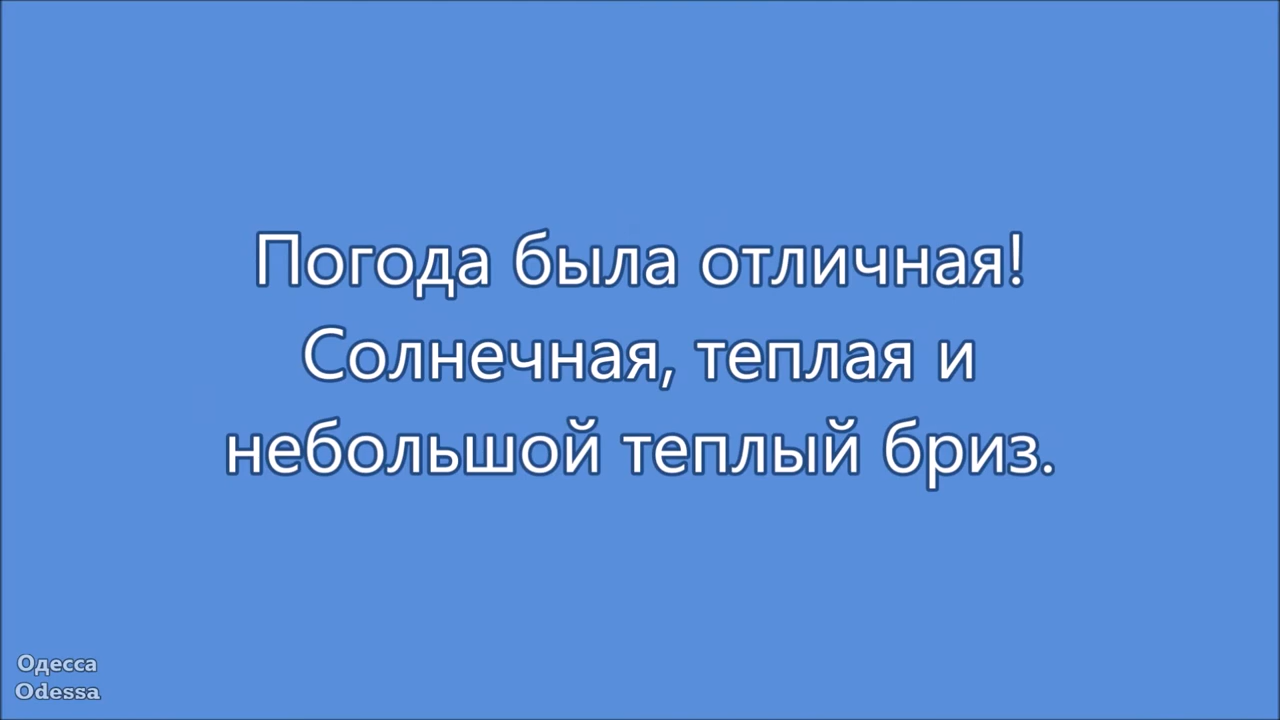 Погода была отличная!
Солнечная, теплая и
небольшой теплый бриз.
Одесса
Odessa